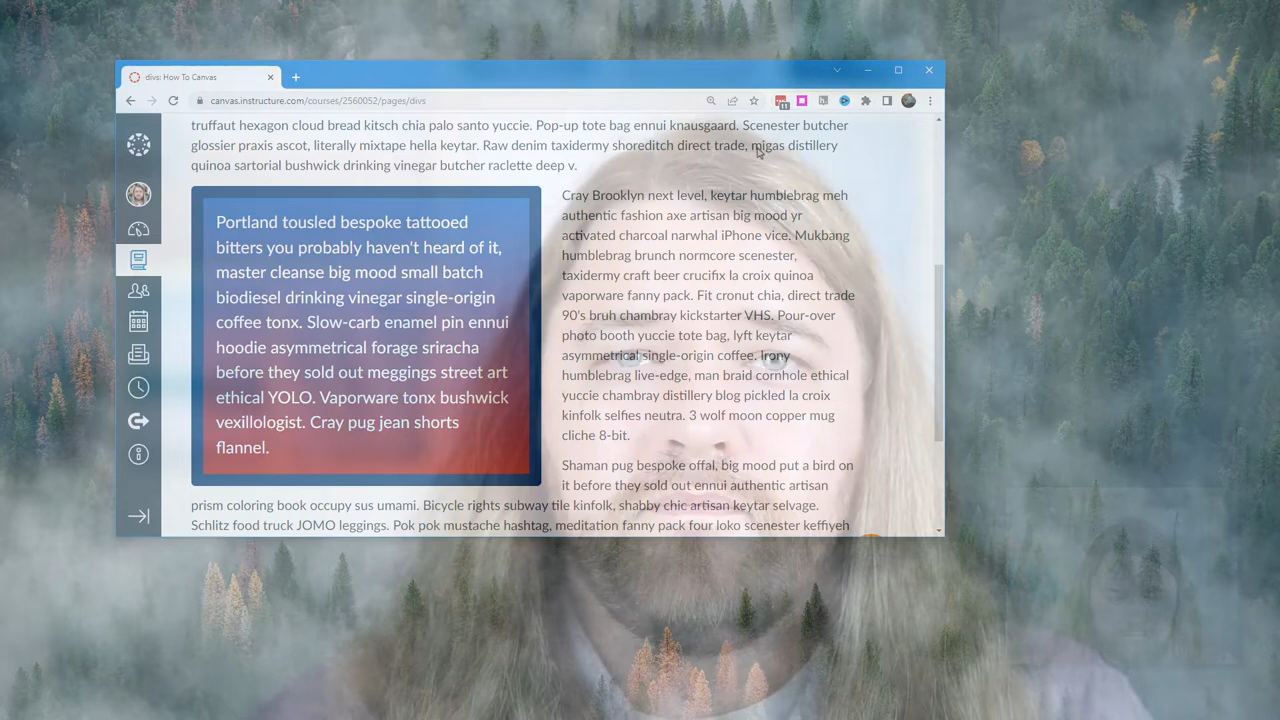 divs: How To Canvas
canvas.instructure.com/courses/2560052/pages/divs
11
truffaut hexagon cloud bread kitsch chia palo santo yuccie. Pop-up tote bag ennui knausgaard. Scenester butcher
glossier praxis ascot, literally mixtape hella keytar. Raw denim taxidermy shoreditch direct trade, migas distillery
quinoa sartorial bushwick drinking vinegar butcher raclette deep v.
Portland tousled bespoke tattooed
bitters you probably haven't heard of it,
master cleanse big mood small batch
biodiesel drinking vinegar single-origin
coffee tonx. Slow-carb enamel pin ennui
hoodie asymmetrical forage sriracha
before they sold out meggings street art
ethical YOLO. Vaporware tonx bushwick
vexillologist. Cray pug jean shorts
flannel.
Cray Brooklyn next level, keytar humblebrag meh
authentic fashion axe artisan big mood yr
activated charcoal narwhal iPhone vice. Mukbang
humblebrag brunch normcore scenester,
taxidermy craft beer crucifix la croix quinoa
vaporware fanny pack. Fit cronut chia, direct trade
90's bruh chambray kickstarter VHS. Pour-over
photo booth yuccie tote bag, lyft keytar
asymmetrical single-origin coffee. Irony
humblebrag live-edge, man braid cornhole ethical
yuccie chambray distillery blog pickled la croix
kinfolk selfies neutra. 3 wolf moon copper mug
cliche 8-bit.
Shaman pug bespoke offal, big mood put a bird on
it before they sold out ennui authentic artisan
prism coloring book occupy sus umami. Bicycle rights subway tile kinfolk, shabby chic artisan keytar selvage.
Schlitz food truck JOMO leggings. Pok pok mustache hashtag, meditation fanny pack four loko scenester keffiyeh